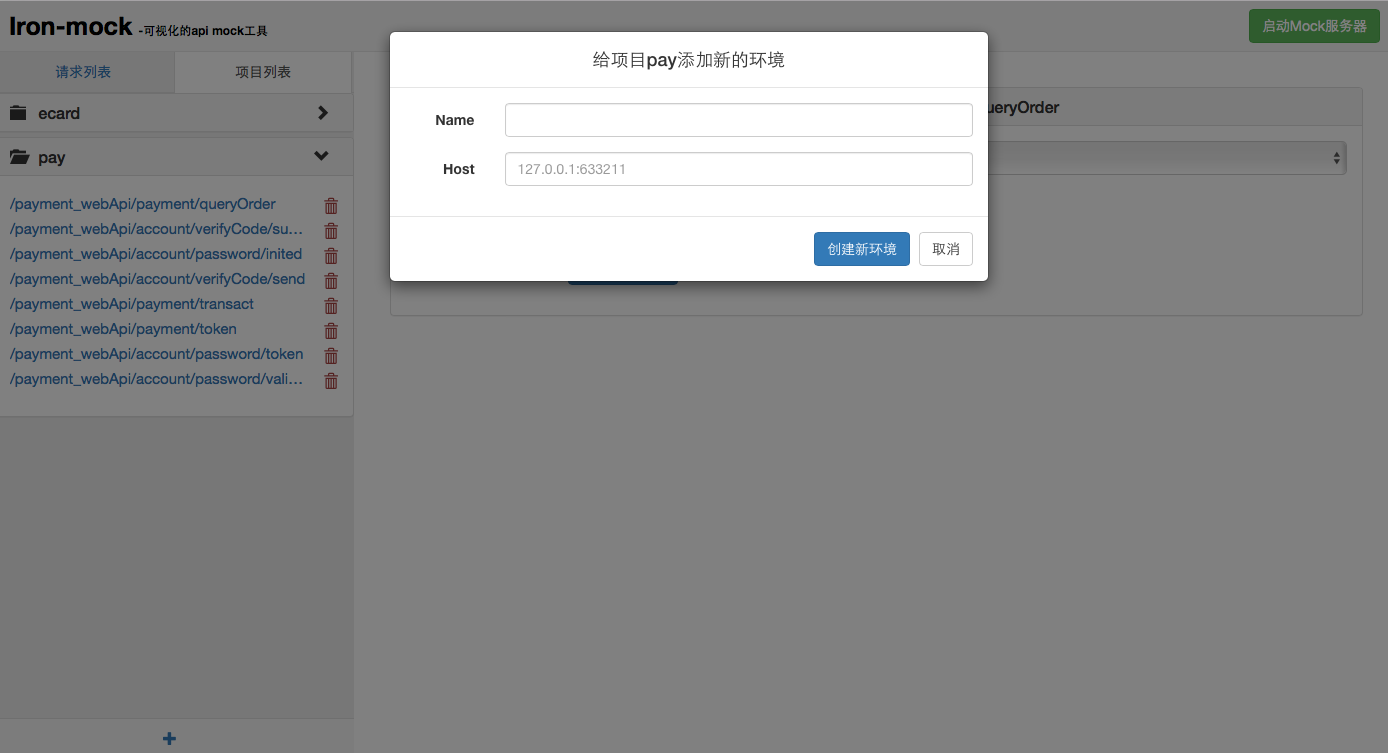 Iron-mock -可视化的api mock工具
启动Mock服务器
请求列表 项目列表
ecard
pay
/payment_webApi/payment/queryOrder
/payment_webApi/account/verifyCode/su...
/payment_webApi/account/password/inited
/payment_webApi/account/verifyCode/send
/payment_webApi/payment/transact
/payment_webApi/payment/token
/payment_webApi/account/password/token
/payment_webApi/account/password/vali...
给项目pay添加新的环境
Name
Host 127.0.0.1:633211
创建新环境 取消
ueryOrder